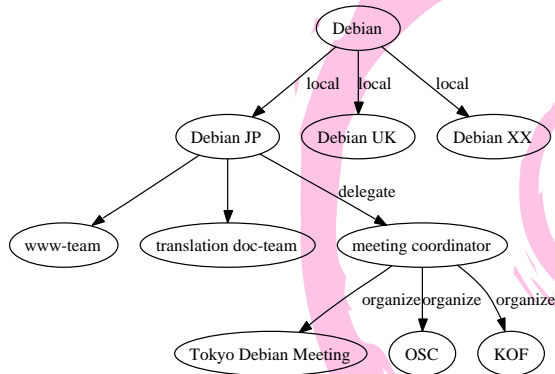 Debian
local local local
Debian JP Debian UK Debian XX
delegate
www-team translation doc-team meeting coordinator
organize organize organize
Tokyo Debian Meeting OSC KOF